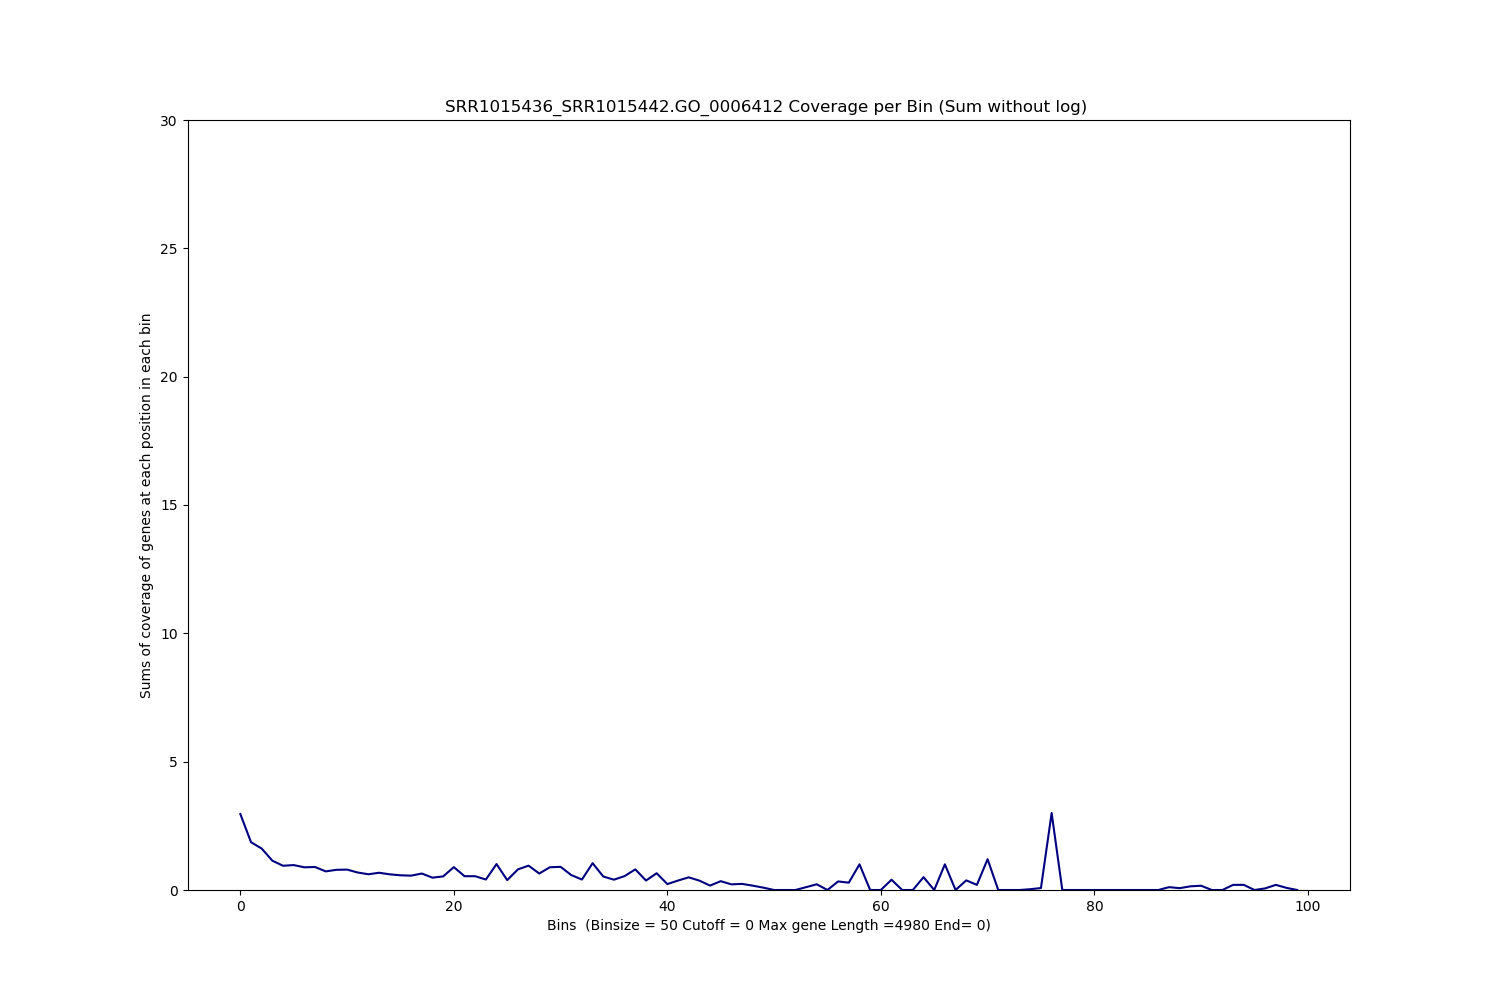 SRR1015436_SRR1015442.GO_0006412 Coverage per Bin (Sum without log)
30
25
20
15
10
5
0
Sums of coverage of genes at each position in each bin
0 20 40 60 80 100
Bins  (Binsize = 50 Cutoff = 0 Max gene Length =4980 End= 0)